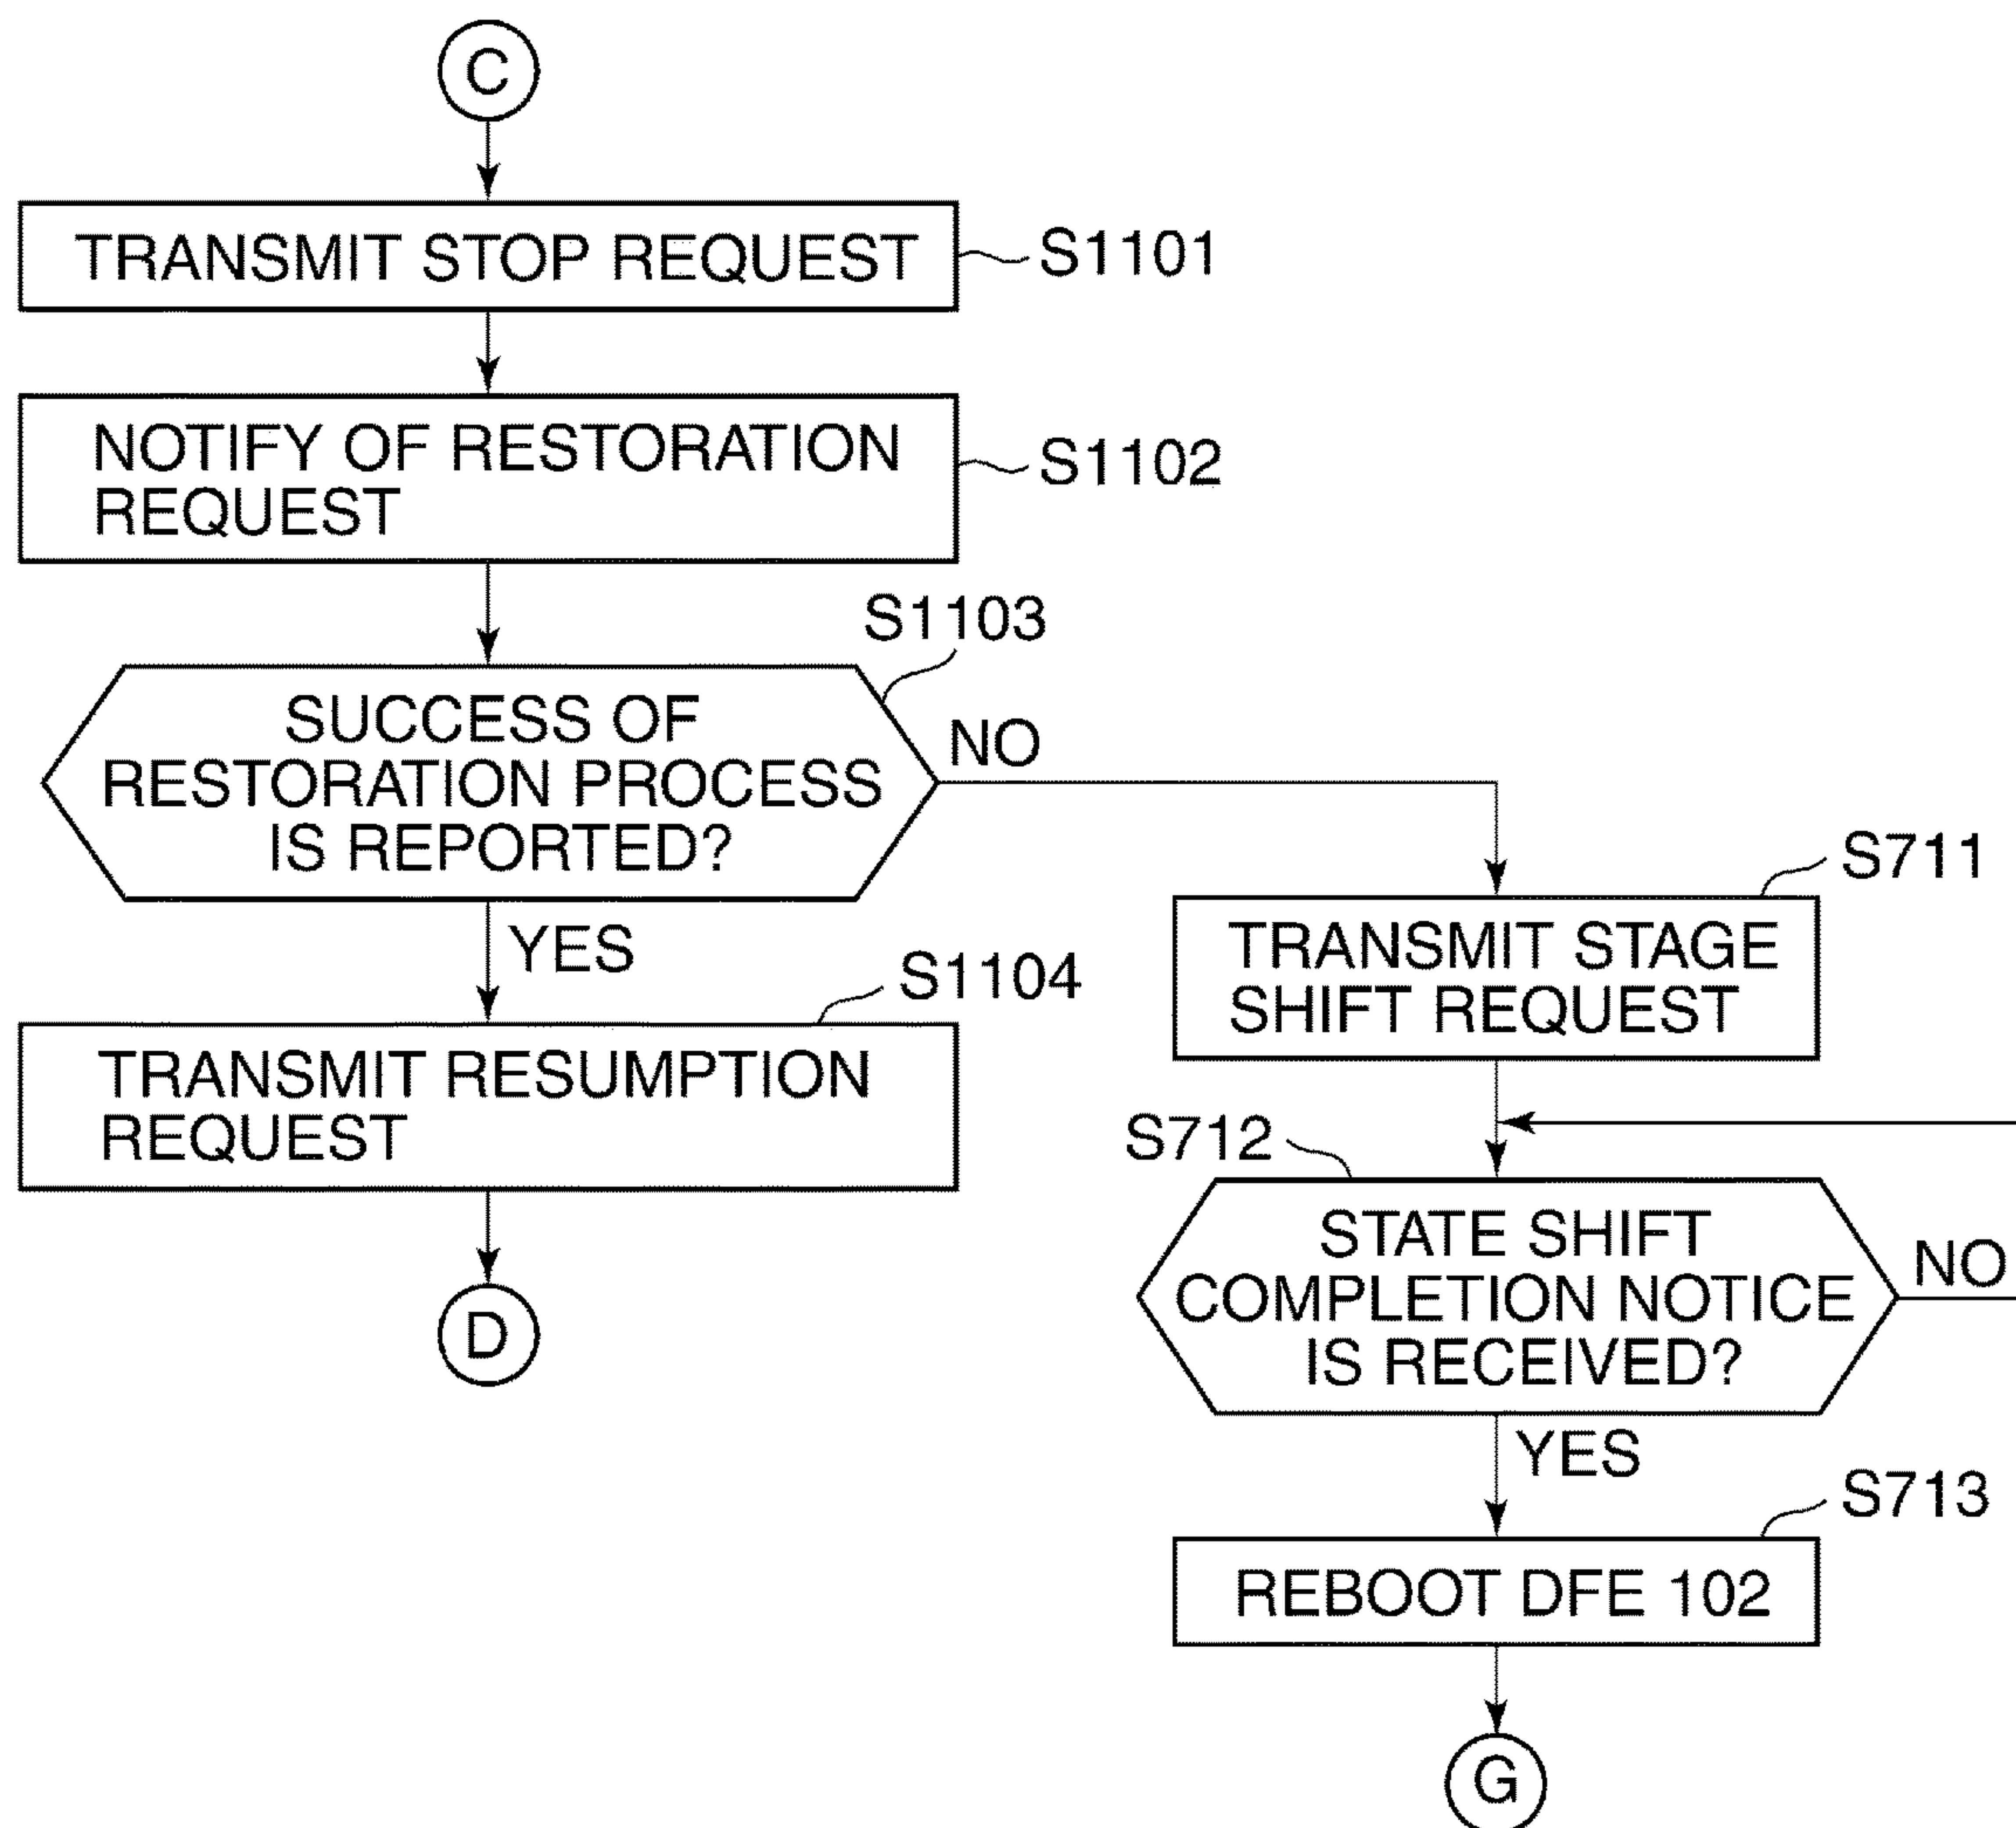 C
TRANSMIT STOP REQUEST
S1101
NOTIFY OF RESTORATION
REQUEST
S1102
S1103
SUCCESS OF
RESTORATION PROCESS
IS REPORTED?
NO
YES
S1104
TRANSMIT RESUMPTION
REQUEST
D
S711
TRANSMIT STAGE
SHIFT REQUEST
S712
STATE SHIFT
COMPLETION NOTICE
IS RECEIVED?
NO
YES
S713
REBOOT DFE 102
G